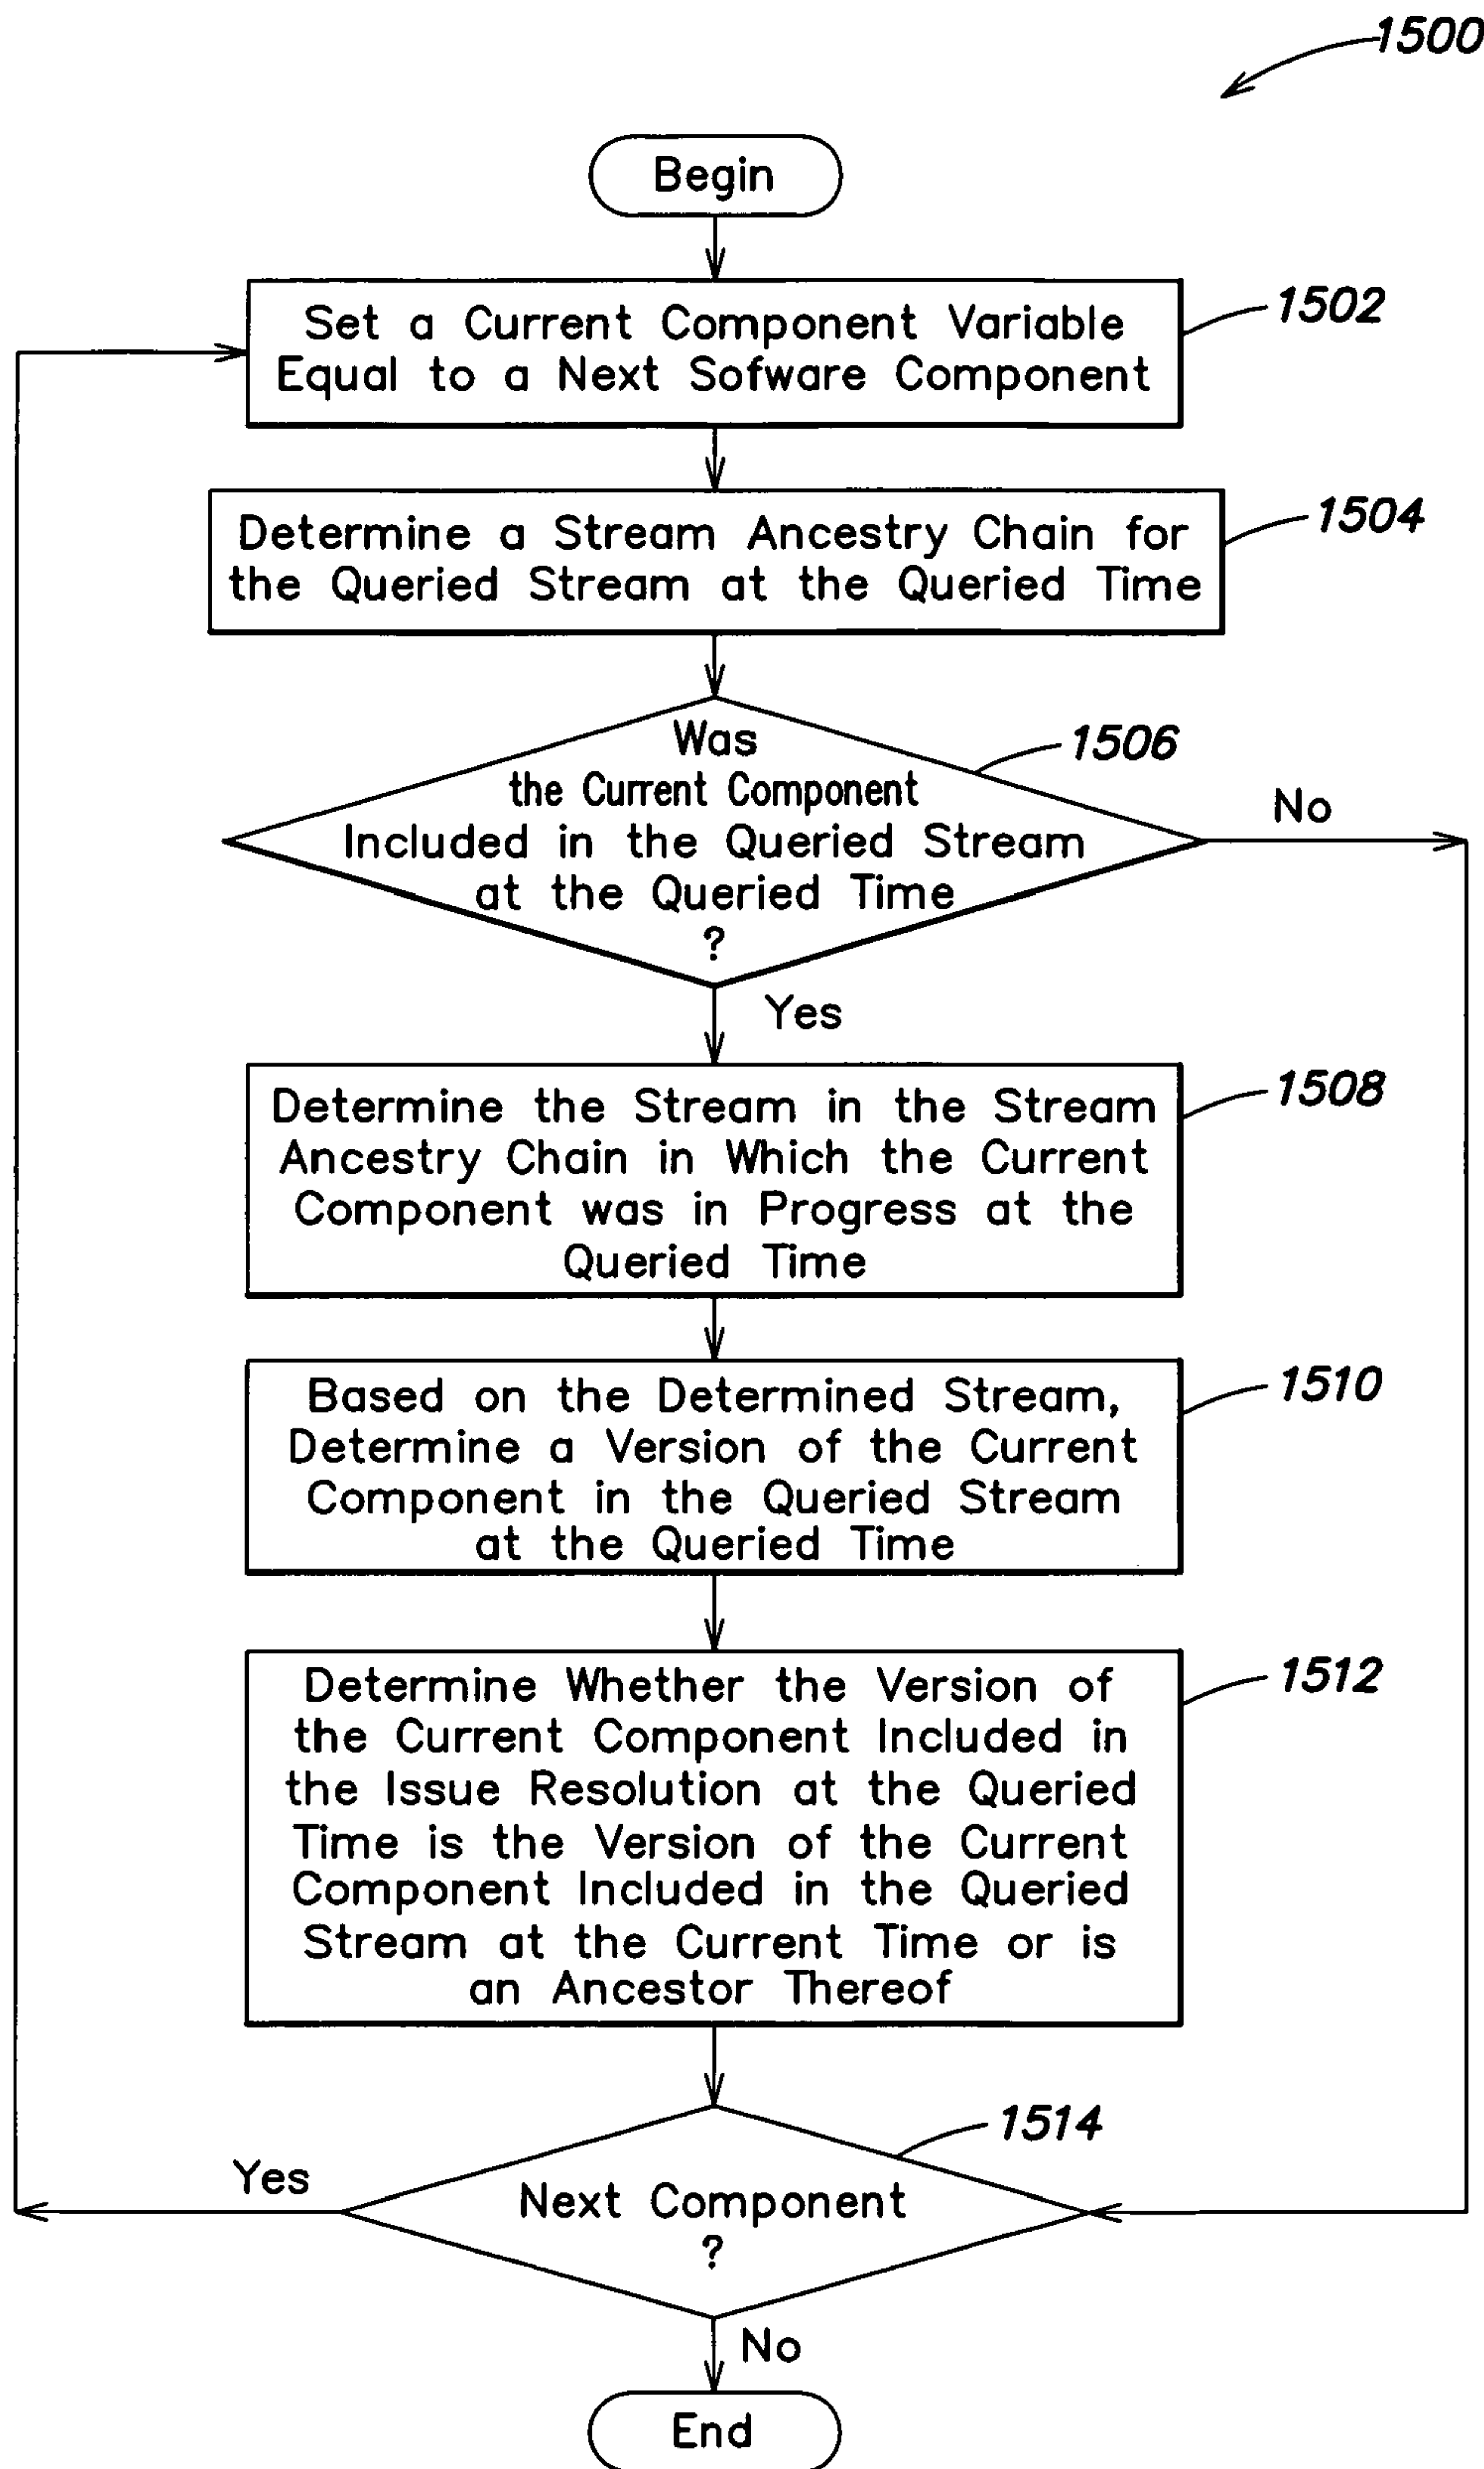 1500
Begin
Set a Current Component Variable
Equal to a Next Sofware Component
1502
Determine a Stream Ancestry Chain for
the Queried Stream at the Queried Time
1504
Was
the Current Component
Included in the Queried Stream
at the Queried Time
?
1506
No
Yes
Determine the Stream in the Stream
Ancestry Chain in Which the Current
Component was in Progress at the
Queried Time
1508
Based on the Determined Stream,
Determine a Version of the Current
Component in the Queried Stream
at the Queried Time
1510
Determine Whether the Version of
the Current Component Included in
the Issue Resolution at the Queried
Time is the Version of the Current
Component Included in the Queried
Stream at the Current Time or is
an Ancestor Thereof
1512
Next Component
?
1514
Yes
No
End